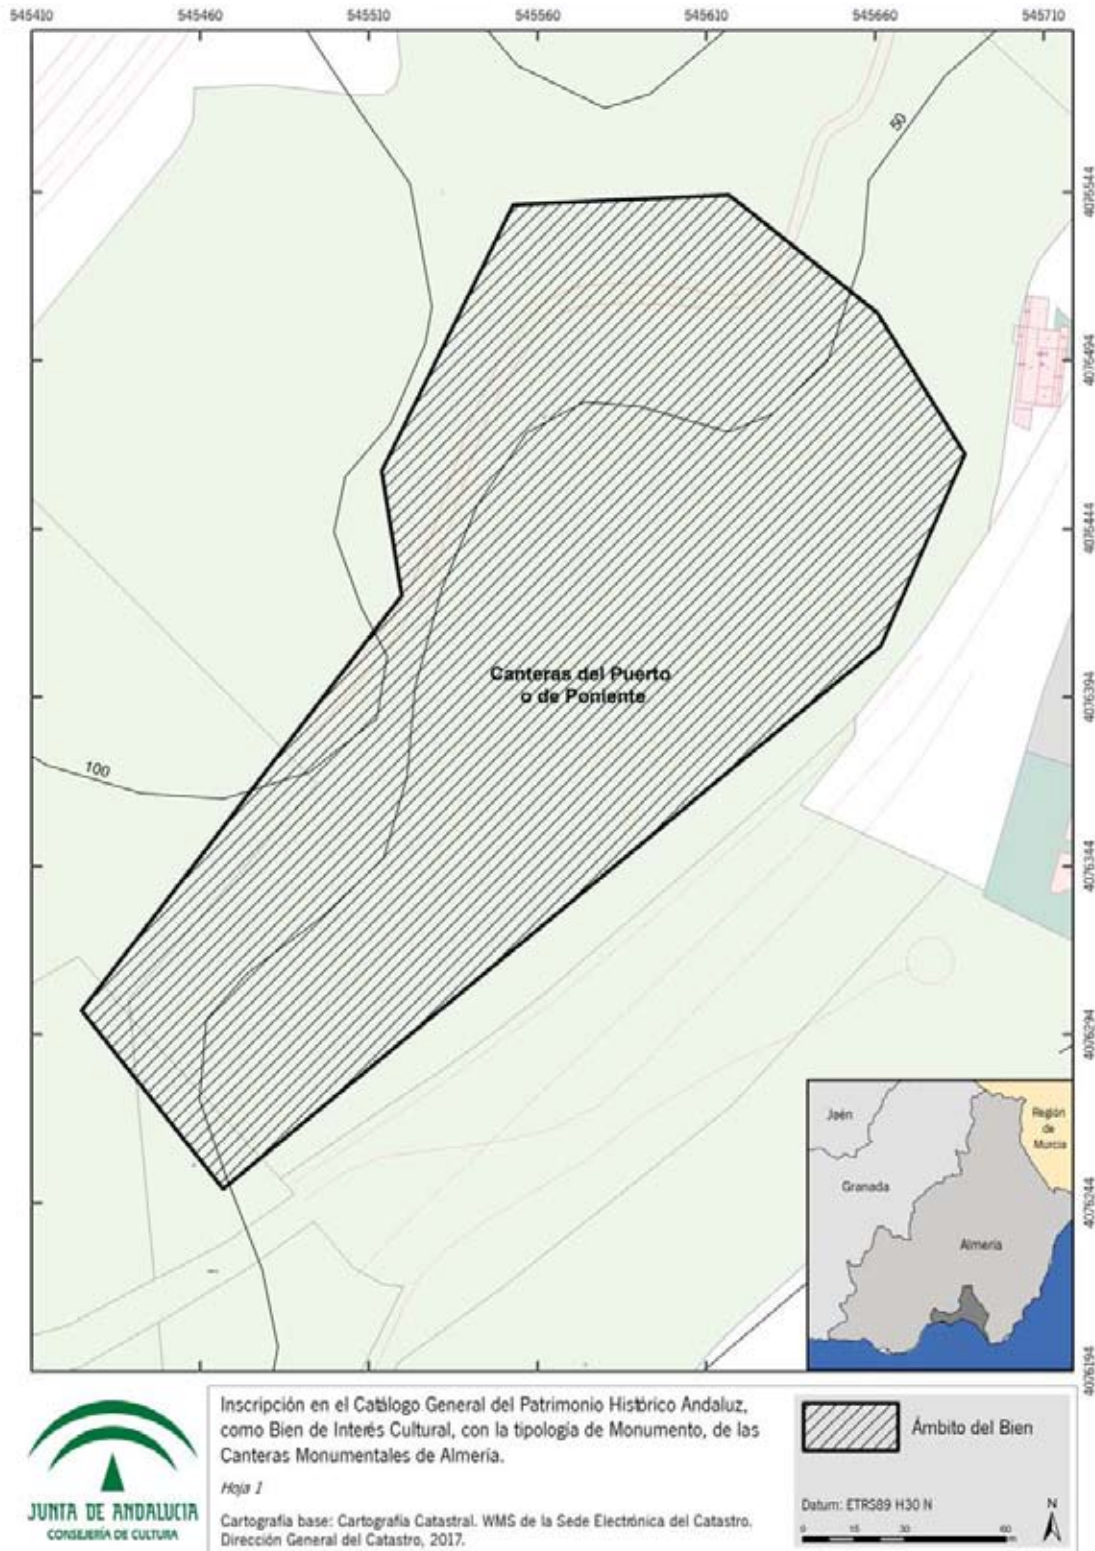 545410 545460 545510 545560 545610 545660 545710
50
4076544
4076494
4076444
Canteras del Puerto
o de Poniente
4076394
100
4076344
4076294
Jaén
Región
de
Murcia
Granada
Almería
4076244
4076194
Inscripción en el Catálogo General del Patrimonio Histórico Andaluz,
como Bien de Interés Cultural, con la tipología de Monumento, de las
Canteras Monumentales de Almería.
Hoja 1
Cartografía base: Cartografía Catastral. WMS de la Sede Electrónica del Catastro.
Dirección General del Catastro, 2017.
JUNTA DE ANDALUCIA
CONSEJERÍA DE CULTURA
Ámbito del Bien
Datum: ETRS89 H30 N
N
0 15 30 60